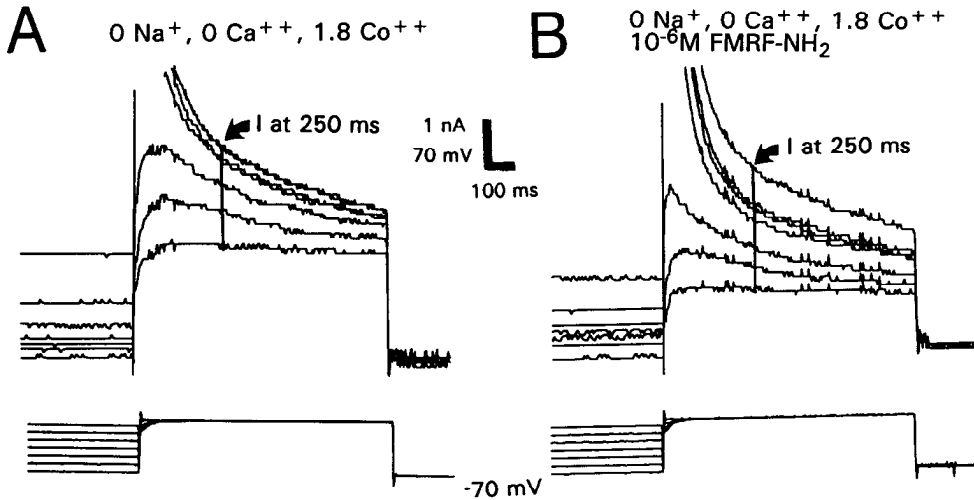 A
0 Na⁺, 0 Ca⁺⁺, 1.8 Co⁺⁺
I at 250 ms
1 nA
70 mV
100 ms
B
0 Na⁺, 0 Ca⁺⁺, 1.8 Co⁺⁺
10⁻⁶M FMRF-NH₂
I at 250 ms
-70 mV